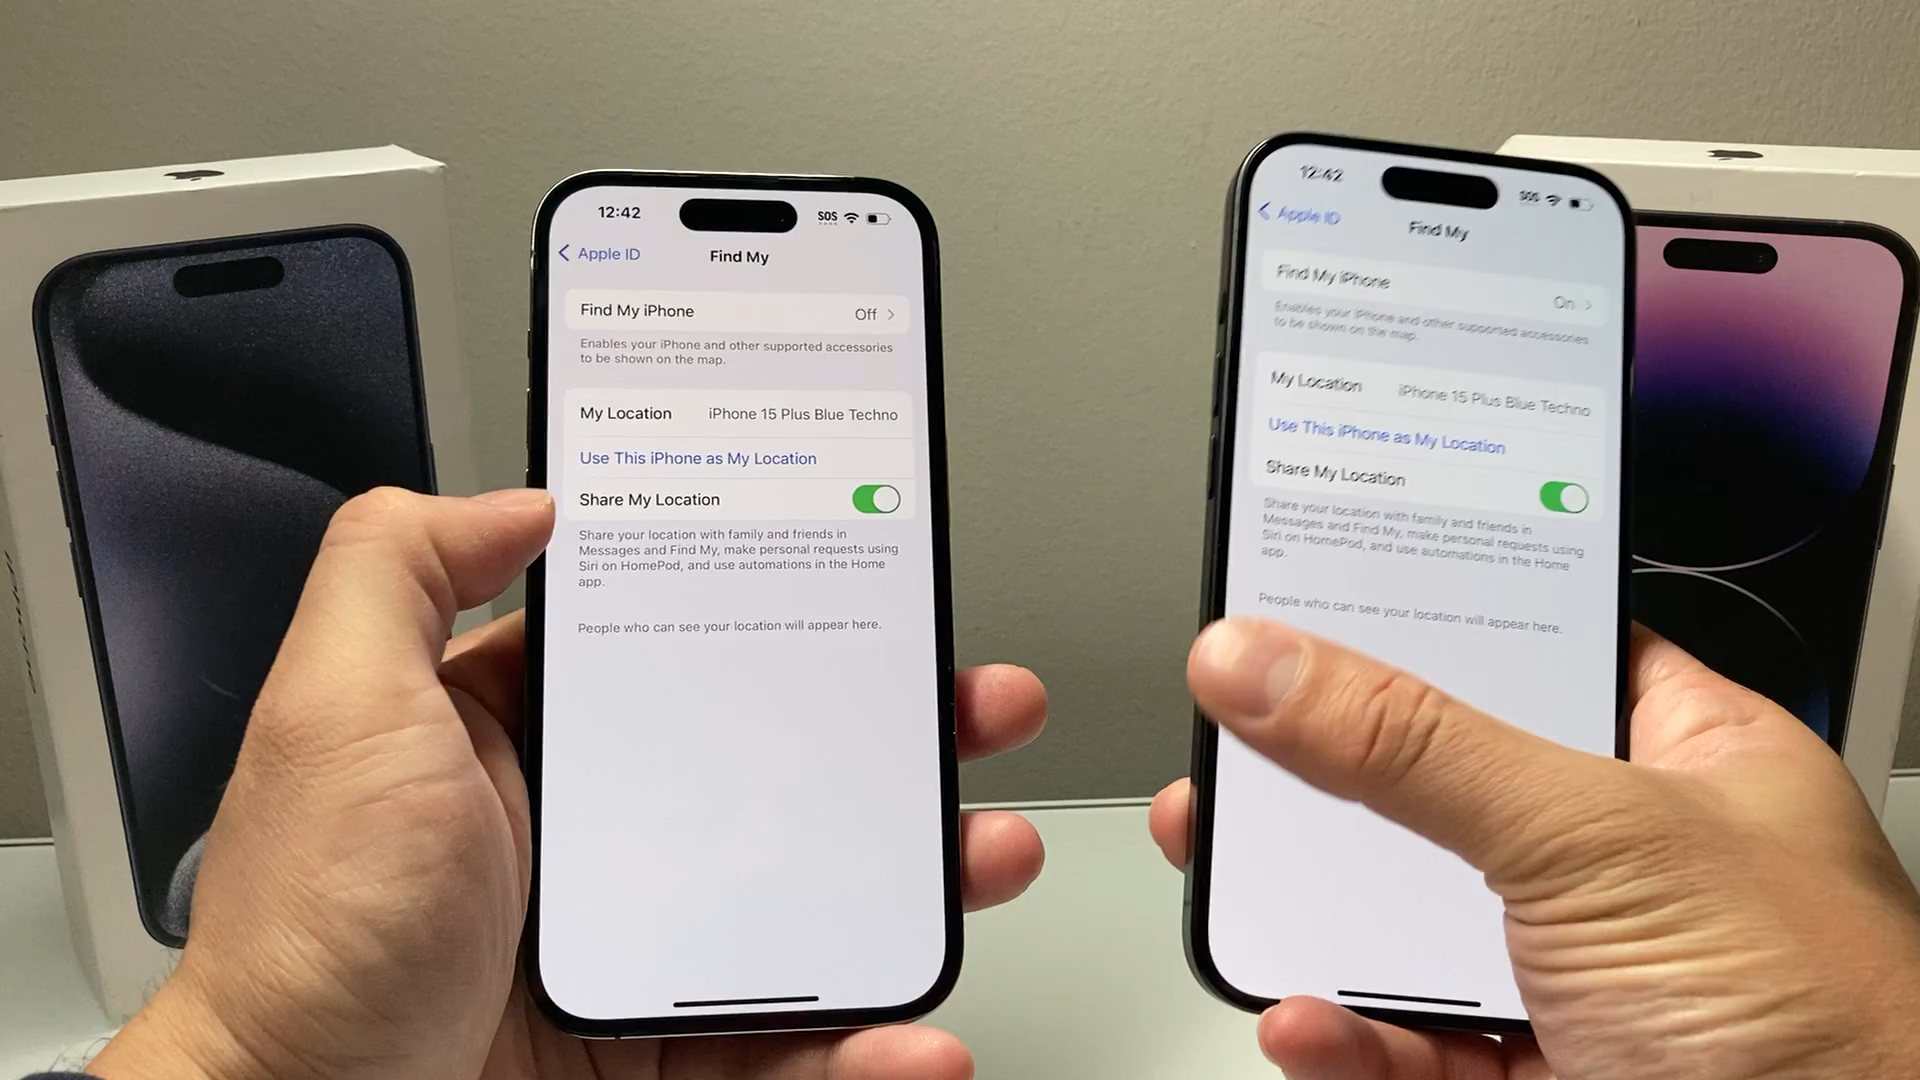 12:42
SOS
Apple ID
Find My
Find My iPhone
Off
Enables your iPhone and other supported accessories
to be shown on the map.
My Location
iPhone 15 Plus Blue Techno
Use This iPhone as My Location
Share My Location
Share your location with family and friends in
Messages and Find My, make personal requests using
Siri on HomePod, and use automations in the Home
app.
People who can see your location will appear here.
12:42
SOS
Apple ID
Find My
Find My iPhone
On
Enables your iPhone and other supported accessories
to be shown on the map.
My Location
iPhone 15 Plus Blue Techno
Use This iPhone as My Location
Share My Location
Share your location with family and friends in
Messages and Find My, make personal requests using
Siri on HomePod, and use automations in the Home
app.
People who can see your location will appear here.